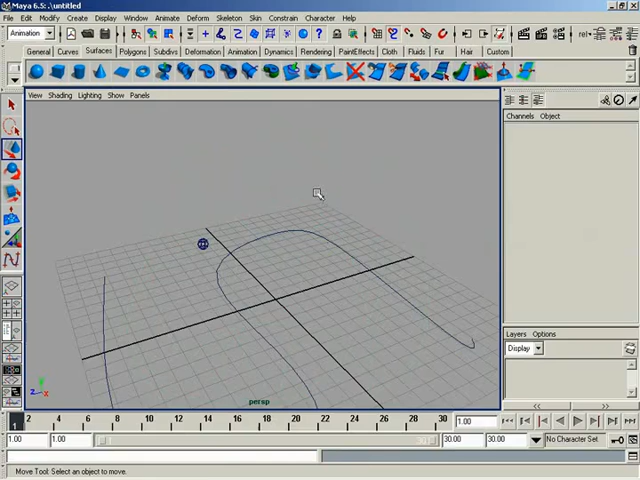 Maya 6.5: .\untitled
File Edit Modify Create Display Window Animate Deform Skeleton Skin Constrain Character Help
Animation
rel
General Curves Surfaces Polygons Subdivs Deformation Animation Dynamics Rendering PaintEffects Cloth Fluids Fur Hair Custom
View Shading Lighting Show Panels
Channels Object
y
z x
persp
Layers Options
Display
2 4 6 8 10 12 14 16 18 20 22 24 26 28 30 1.00
1.00 1.00 30.00 30.00 No Character Set
Move Tool: Select an object to move.